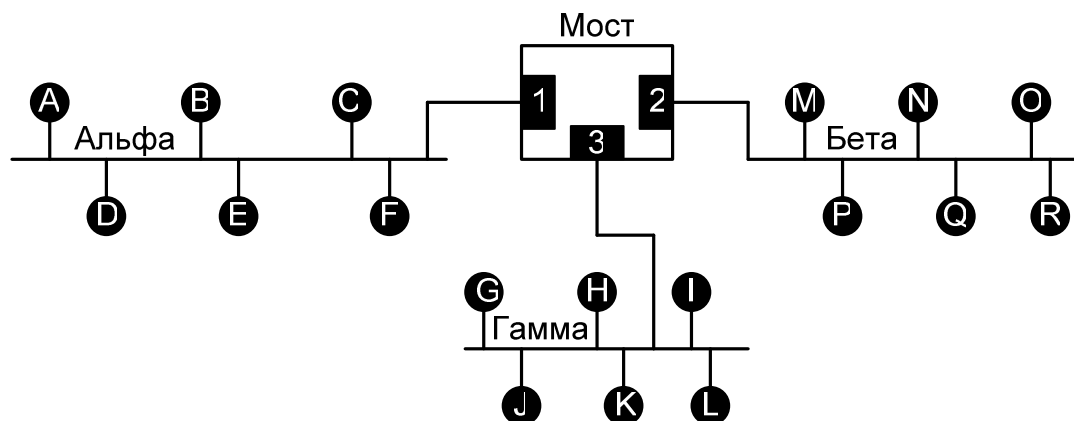 Мост
A B C 1 2 M N O
Альфа Бета
3
D E F P Q R
G H I
Гамма
J K L